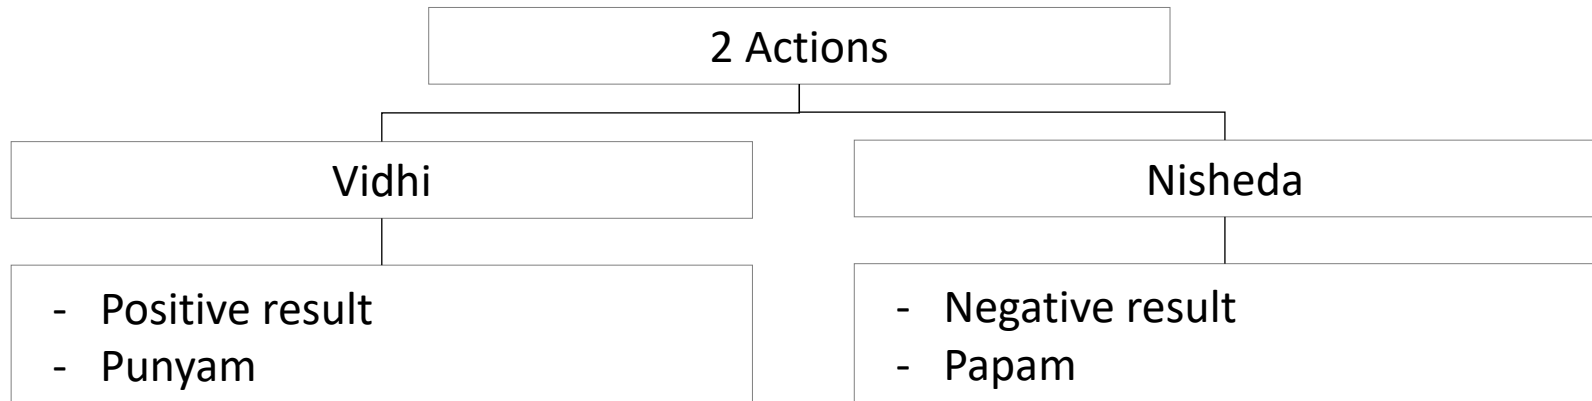 2 Actions
Vidhi
Nisheda
- Positive result
- Punyam
- Negative result
- Papam